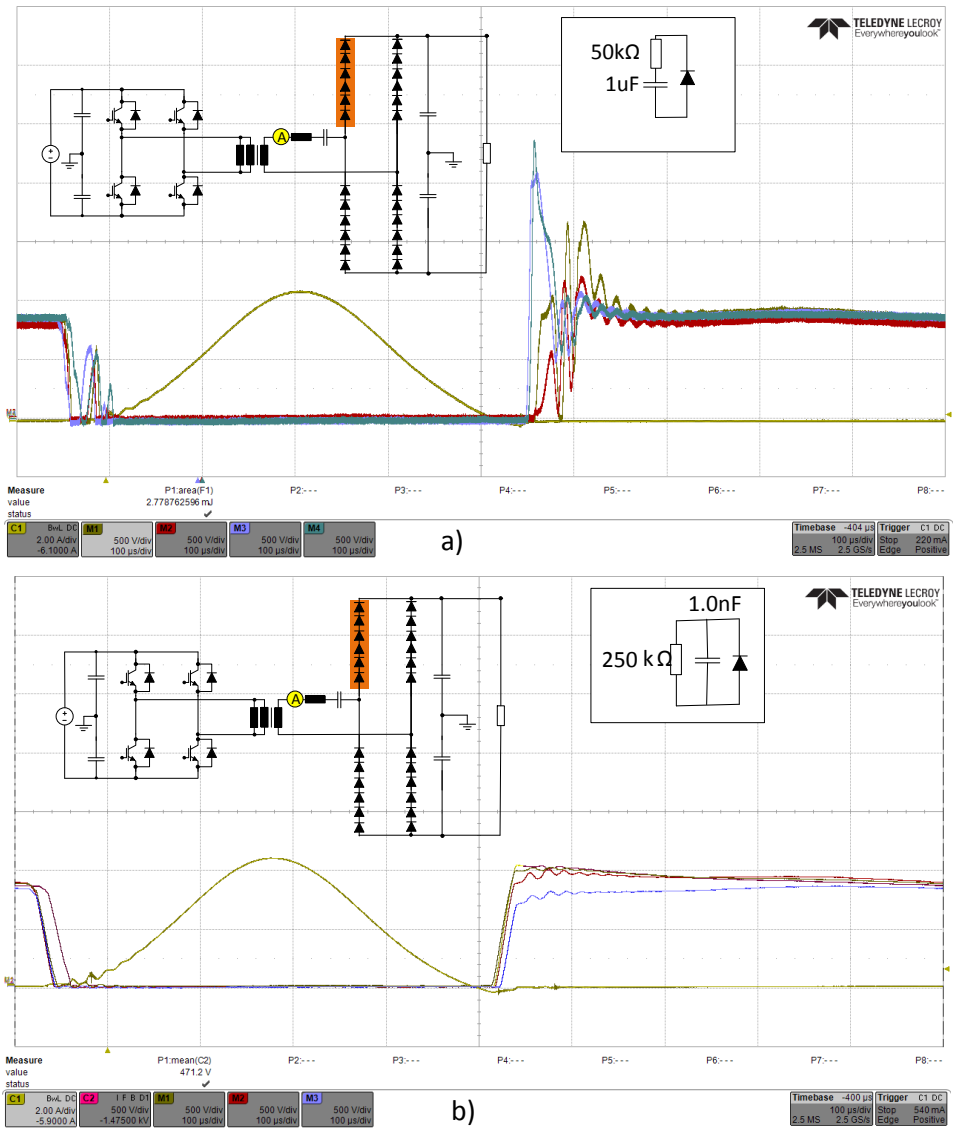 TELEDYNE LECROY
Everywhereyoulook™
50kΩ
1uF
A
M1
Measure P1:area(F1) P2:--- P3:--- P4:--- P5:--- P6:--- P7:--- P8:---
value 2.778762596 mJ
status
C1 BwL DC M1 M2 M3 M4 Timebase -404 µs Trigger C1 DC
2.00 A/div 500 V/div 500 V/div 500 V/div 500 V/div 100 µs/div Stop 220 mA
-6.1000 A 100 µs/div 100 µs/div 100 µs/div 100 µs/div 2.5 MS 2.5 GS/s Edge Positive
a)
TELEDYNE LECROY
Everywhereyoulook™
1.0nF
250 kΩ
A
Measure P1:mean(C2) P2:--- P3:--- P4:--- P5:--- P6:--- P7:--- P8:---
value 471.2 V
status
C1 BwL DC C2 I F B D1 M1 M2 M3 Timebase -400 µs Trigger C1 DC
2.00 A/div 500 V/div 500 V/div 500 V/div 500 V/div 100 µs/div Stop 540 mA
-5.9000 A -1.47500 kV 100 µs/div 100 µs/div 100 µs/div 2.5 MS 2.5 GS/s Edge Positive
b)